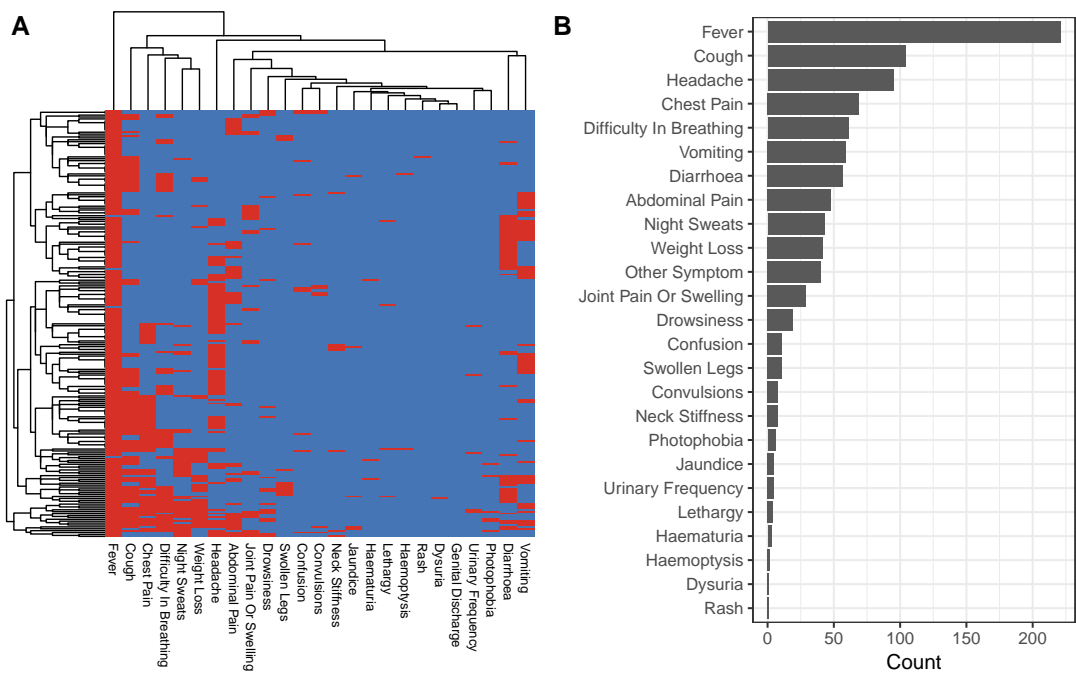 A
Fever
Cough
Chest Pain
Difficulty In Breathing
Night Sweats
Weight Loss
Headache
Abdominal Pain
Joint Pain Or Swelling
Drowsiness
Swollen Legs
Confusion
Convulsions
Neck Stiffness
Jaundice
Haematuria
Lethargy
Haemoptysis
Rash
Dysuria
Genital Discharge
Urinary Frequency
Photophobia
Diarrhoea
Vomiting
B
Fever
Cough
Headache
Chest Pain
Difficulty In Breathing
Vomiting
Diarrhoea
Abdominal Pain
Night Sweats
Weight Loss
Other Symptom
Joint Pain Or Swelling
Drowsiness
Confusion
Swollen Legs
Convulsions
Neck Stiffness
Photophobia
Jaundice
Urinary Frequency
Lethargy
Haematuria
Haemoptysis
Dysuria
Rash
0 50 100 150 200
Count